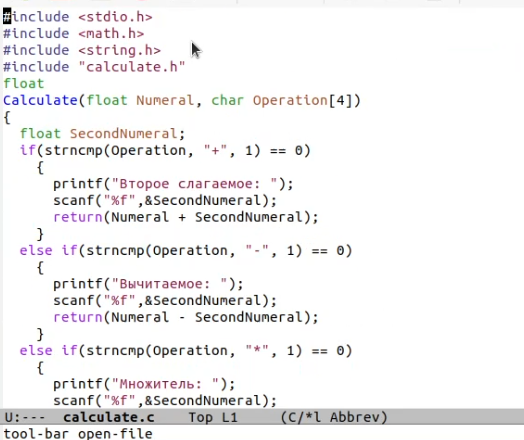 #include <stdio.h>
#include <math.h>
#include <string.h>
#include "calculate.h"
float
Calculate(float Numeral, char Operation[4])
{
  float SecondNumeral;
  if(strncmp(Operation, "+", 1) == 0)
    {
      printf("Второе слагаемое: ");
      scanf("%f",&SecondNumeral);
      return(Numeral + SecondNumeral);
    }
  else if(strncmp(Operation, "-", 1) == 0)
    {
      printf("Вычитаемое: ");
      scanf("%f",&SecondNumeral);
      return(Numeral - SecondNumeral);
    }
  else if(strncmp(Operation, "*", 1) == 0)
    {
      printf("Множитель: ");
      scanf("%f",&SecondNumeral);
U:---  calculate.c    Top L1     (C/*l Abbrev)
tool-bar open-file